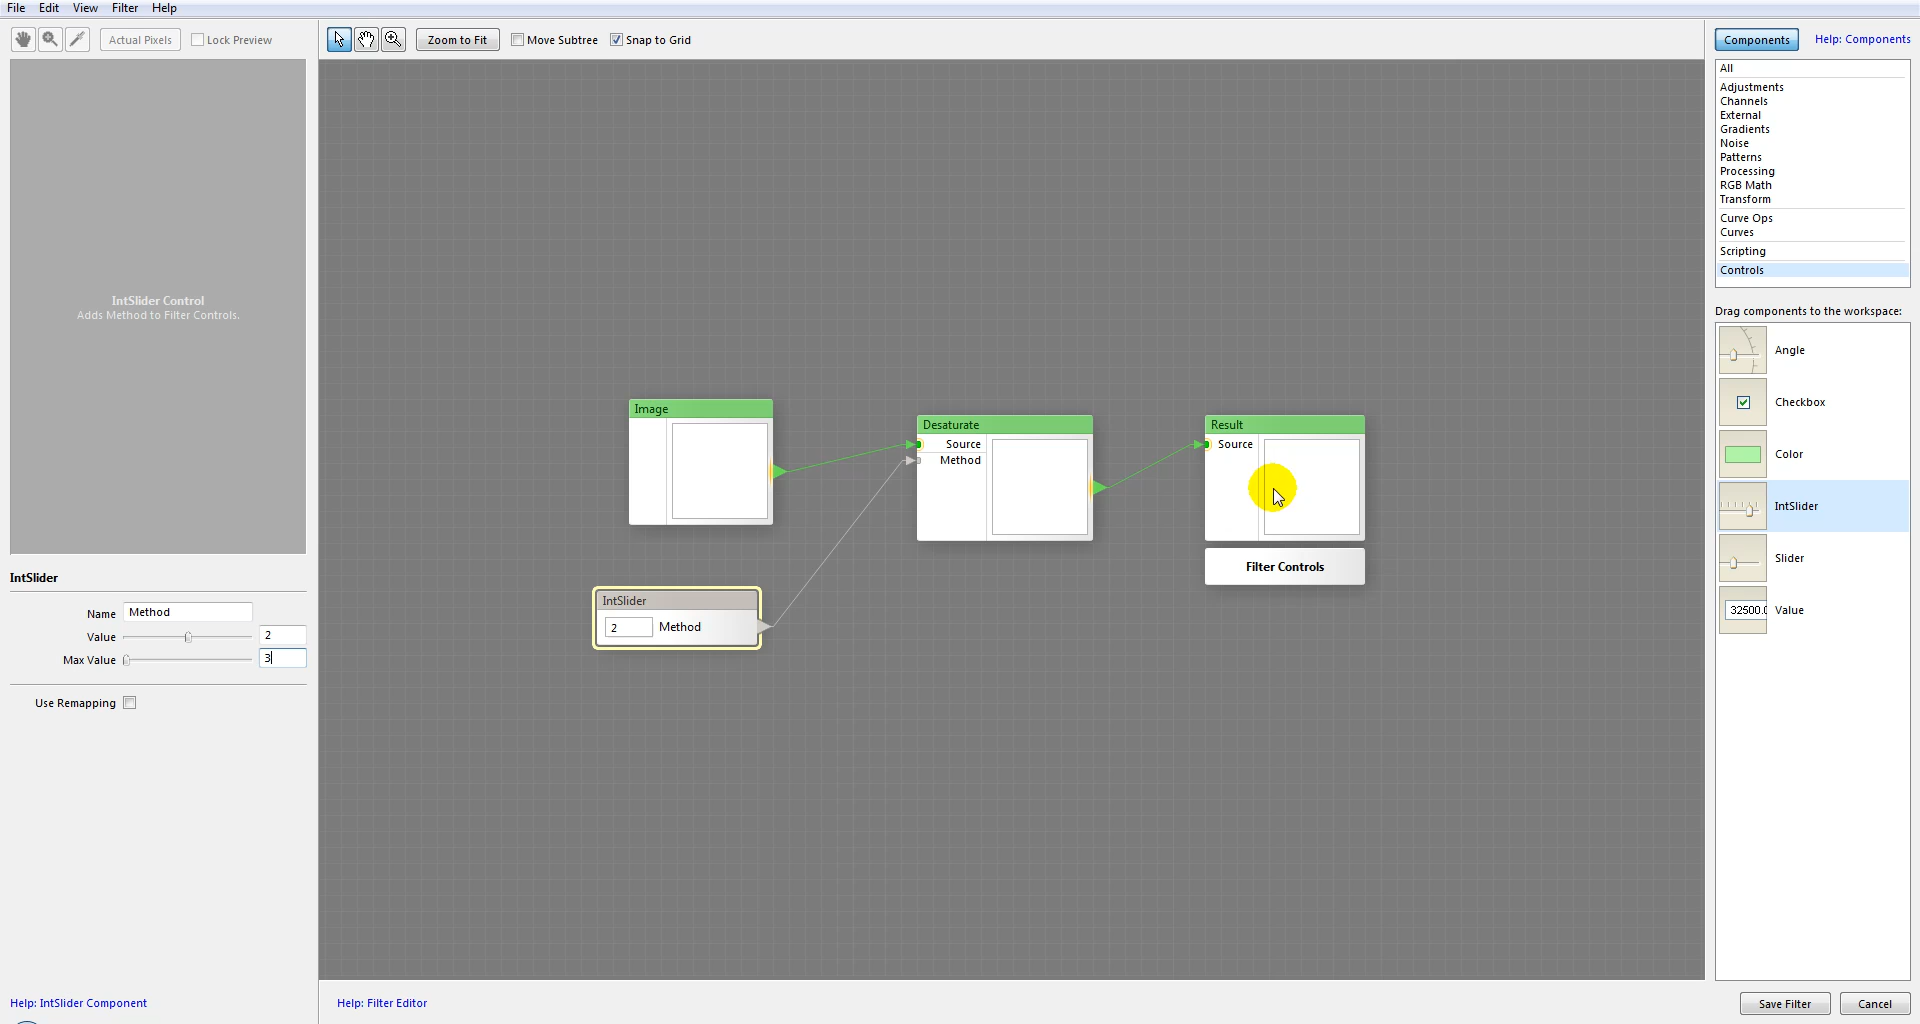 File Edit View Filter Help
Actual Pixels Lock Preview
Zoom to Fit Move Subtree Snap to Grid
Components Help: Components
IntSlider Control
Adds Method to Filter Controls.
IntSlider
Name Method
Value 2
Max Value 3
Use Remapping
Help: IntSlider Component
Image
Desaturate
Source
Method
Result
Source
Filter Controls
IntSlider
2 Method
Help: Filter Editor
All
Adjustments
Channels
External
Gradients
Noise
Patterns
Processing
RGB Math
Transform
Curve Ops
Curves
Scripting
Controls
Drag components to the workspace:
Angle
Checkbox
Color
IntSlider
Slider
Value
Save Filter Cancel